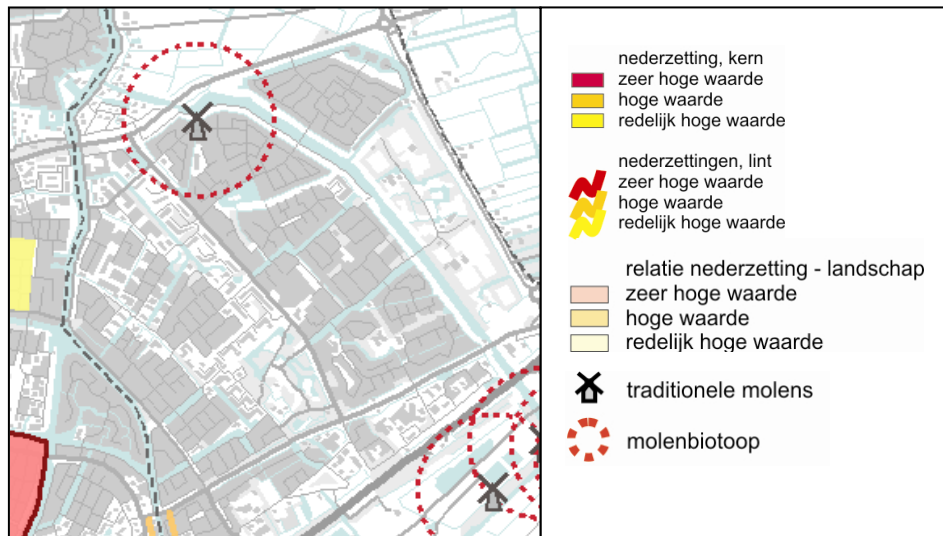 nederzetting, kern
zeer hoge waarde
hoge waarde
redelijk hoge waarde
nederzettingen, lint
zeer hoge waarde
hoge waarde
redelijk hoge waarde
relatie nederzetting - landschap
zeer hoge waarde
hoge waarde
redelijk hoge waarde
traditionele molens
molenbiotoop